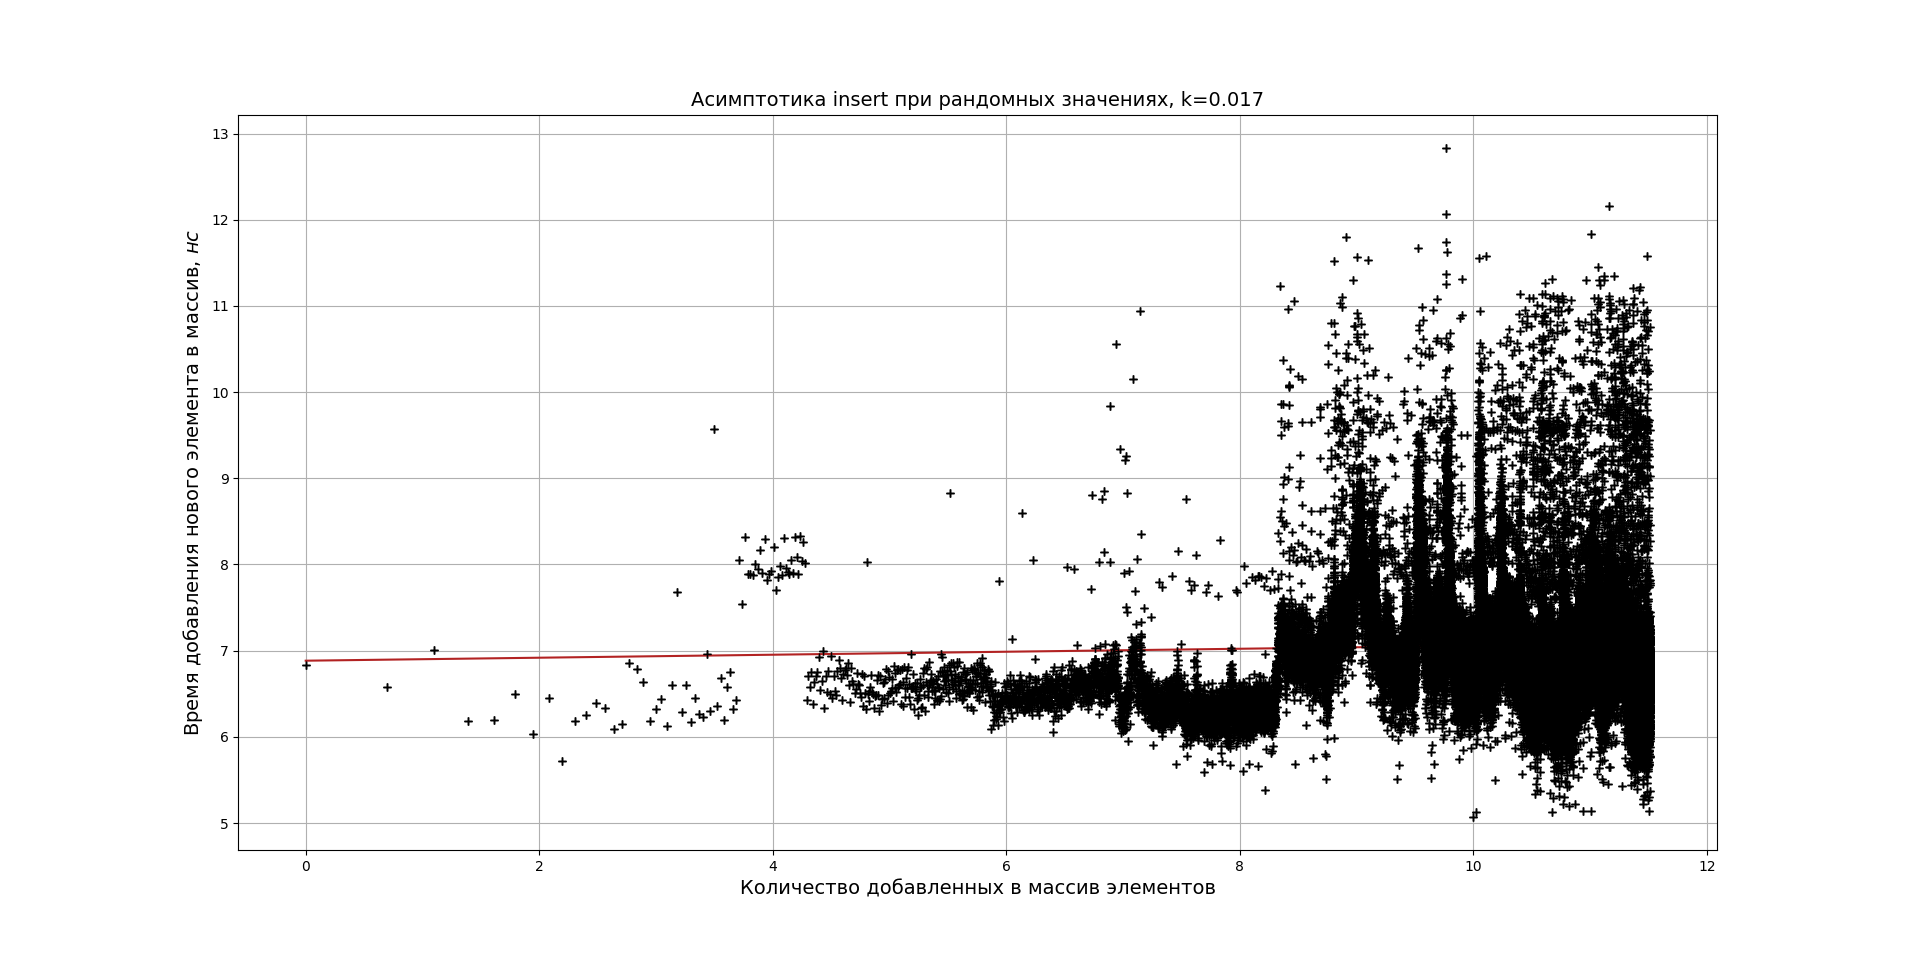 Асимптотика insert при рандомных значениях, k=0.017
Время добавления нового элемента в массив, нс
13
12
11
10
9
8
7
6
5
0 2 4 6 8 10 12
Количество добавленных в массив элементов